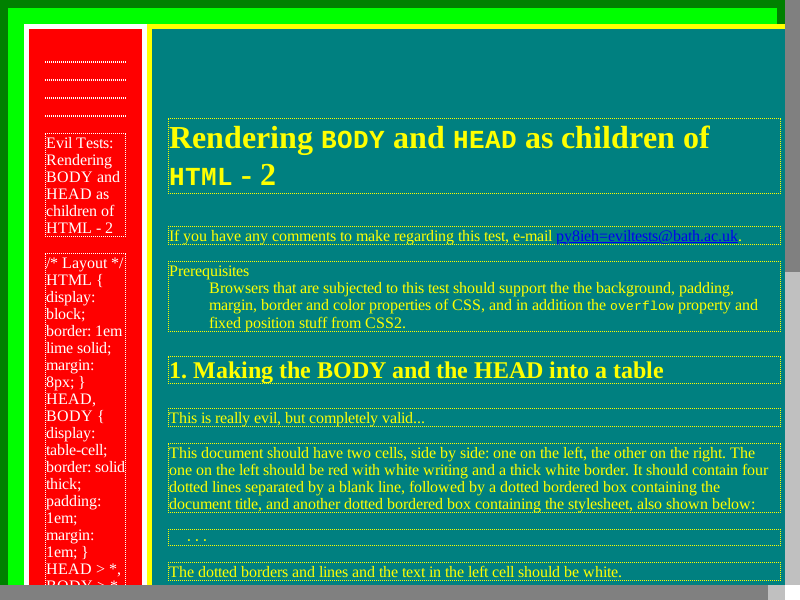 Evil Tests:
Rendering
BODY and
HEAD as
children of
HTML - 2
/* Layout */
HTML {
display:
block;
border: 1em
lime solid;
margin:
8px; }
HEAD,
BODY {
display:
table-cell;
border: solid
thick;
padding:
1em;
margin:
1em; }
HEAD > *,
BODY > *
Rendering BODY and HEAD as children of
HTML - 2
If you have any comments to make regarding this test, e-mail py8ieh=eviltests@bath.ac.uk.
Prerequisites
Browsers that are subjected to this test should support the the background, padding,
margin, border and color properties of CSS, and in addition the overflow property and
fixed position stuff from CSS2.
1. Making the BODY and the HEAD into a table
This is really evil, but completely valid...
This document should have two cells, side by side: one on the left, the other on the right. The
one on the left should be red with white writing and a thick white border. It should contain four
dotted lines separated by a blank line, followed by a dotted bordered box containing the
document title, and another dotted bordered box containing the stylesheet, also shown below:
. . .
The dotted borders and lines and the text in the left cell should be white.